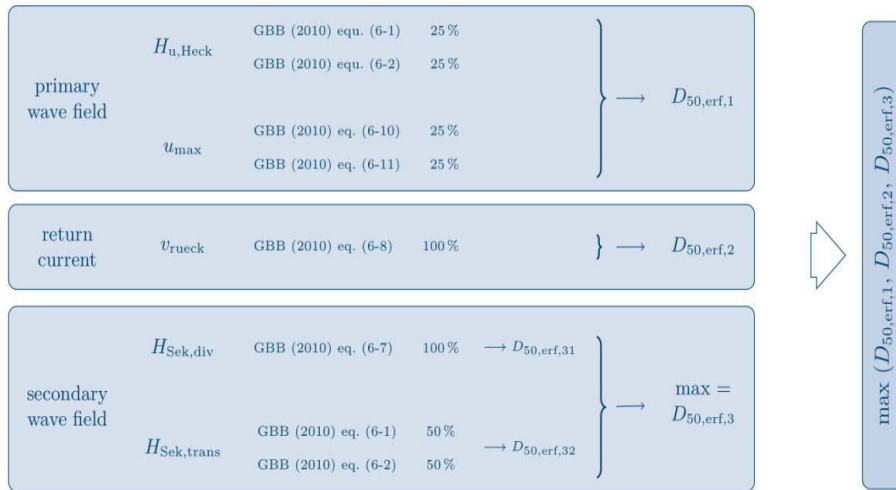 primary
wave field
H_u,Heck
GBB (2010) equ. (6-1) 25 %
GBB (2010) equ. (6-2) 25 %
u_max
GBB (2010) eq. (6-10) 25 %
GBB (2010) eq. (6-11) 25 %
} → D_50,erf,1
return
current
v_rueck GBB (2010) eq. (6-8) 100 % } → D_50,erf,2
secondary
wave field
H_Sek,div GBB (2010) eq. (6-7) 100 % → D_50,erf,31
H_Sek,trans
GBB (2010) eq. (6-1) 50 %
GBB (2010) eq. (6-2) 50 %
→ D_50,erf,32
} → max =
D_50,erf,3
max (D_50,erf,1, D_50,erf,2, D_50,erf,3)